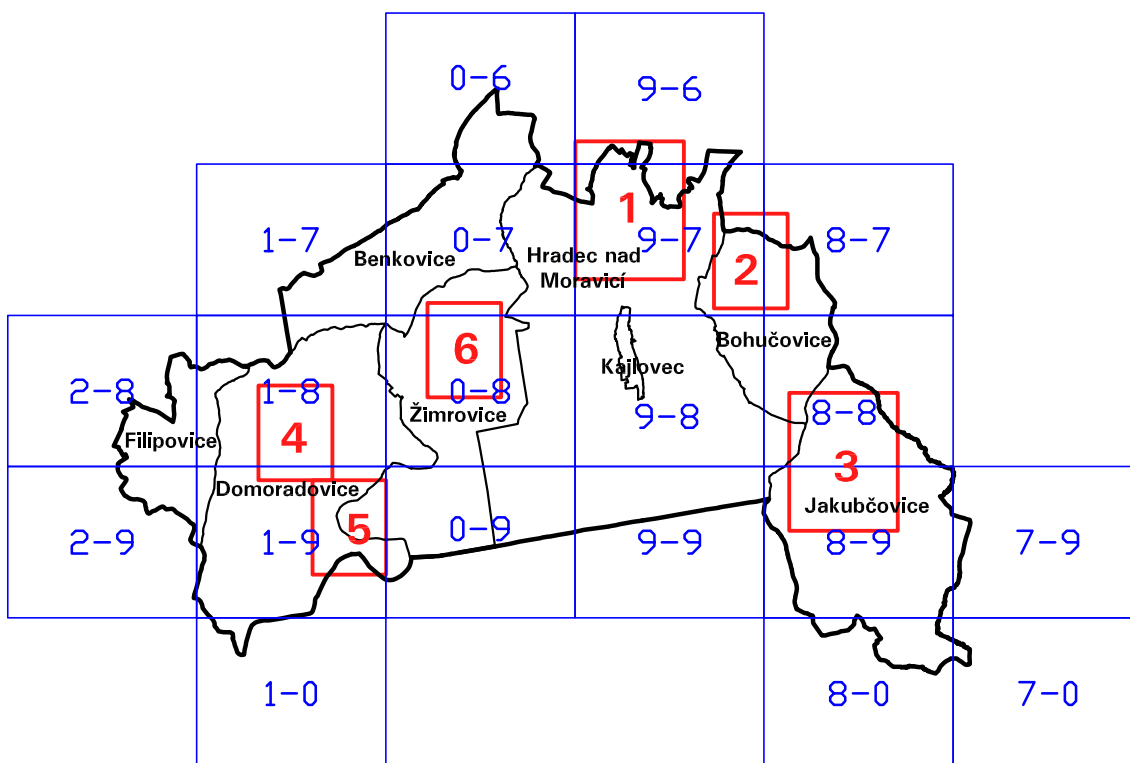 0-6
9-6
1
1-7
0-7
9-7
8-7
Benkovice
Hradec nad
Moravicí
2
6
Bohučovice
Kajlovec
2-8
1-8
0-8
9-8
8-8
Žimrovice
Filipovice
4
3
Domoradovice
Jakubčovice
5
2-9
1-9
0-9
9-9
8-9
7-9
1-0
8-0
7-0